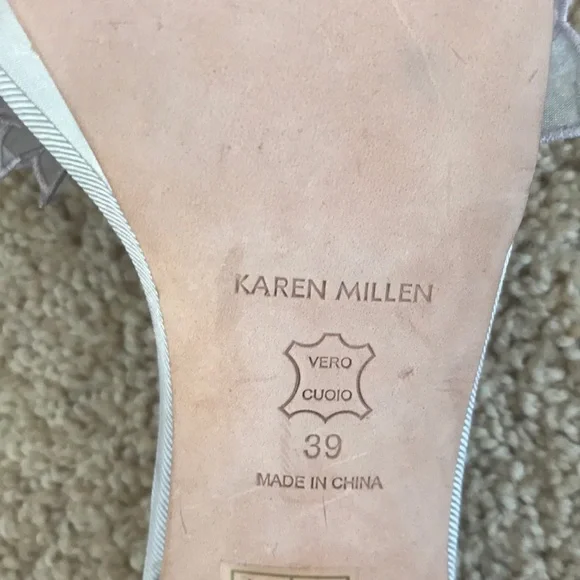 KAREN MILLEN
VERO
CUOIO
39
MADE IN CHINA